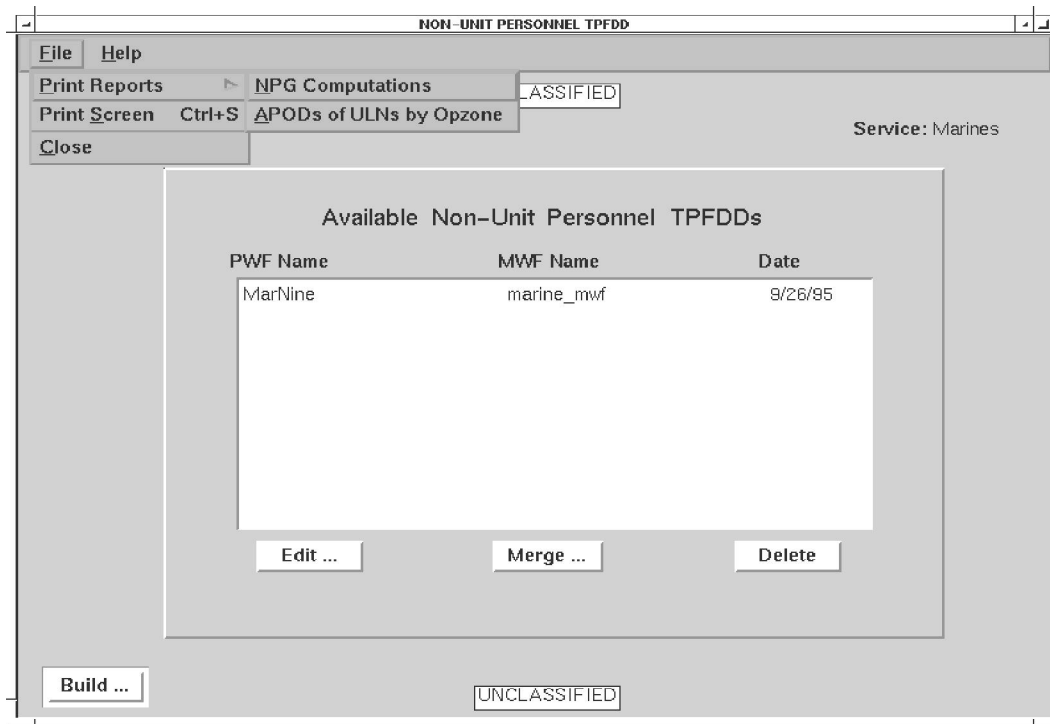 NON-UNIT PERSONNEL TPFDD
File Help
Print Reports NPG Computations
LASSIFIED
Print Screen Ctrl+S APODs of ULNs by Opzone
Service: Marines
Close
Available Non-Unit Personnel TPFDDs
PWF Name MWF Name Date
MarNine marine_mwf 9/26/95
Edit ... Merge ... Delete
Build ...
UNCLASSIFIED